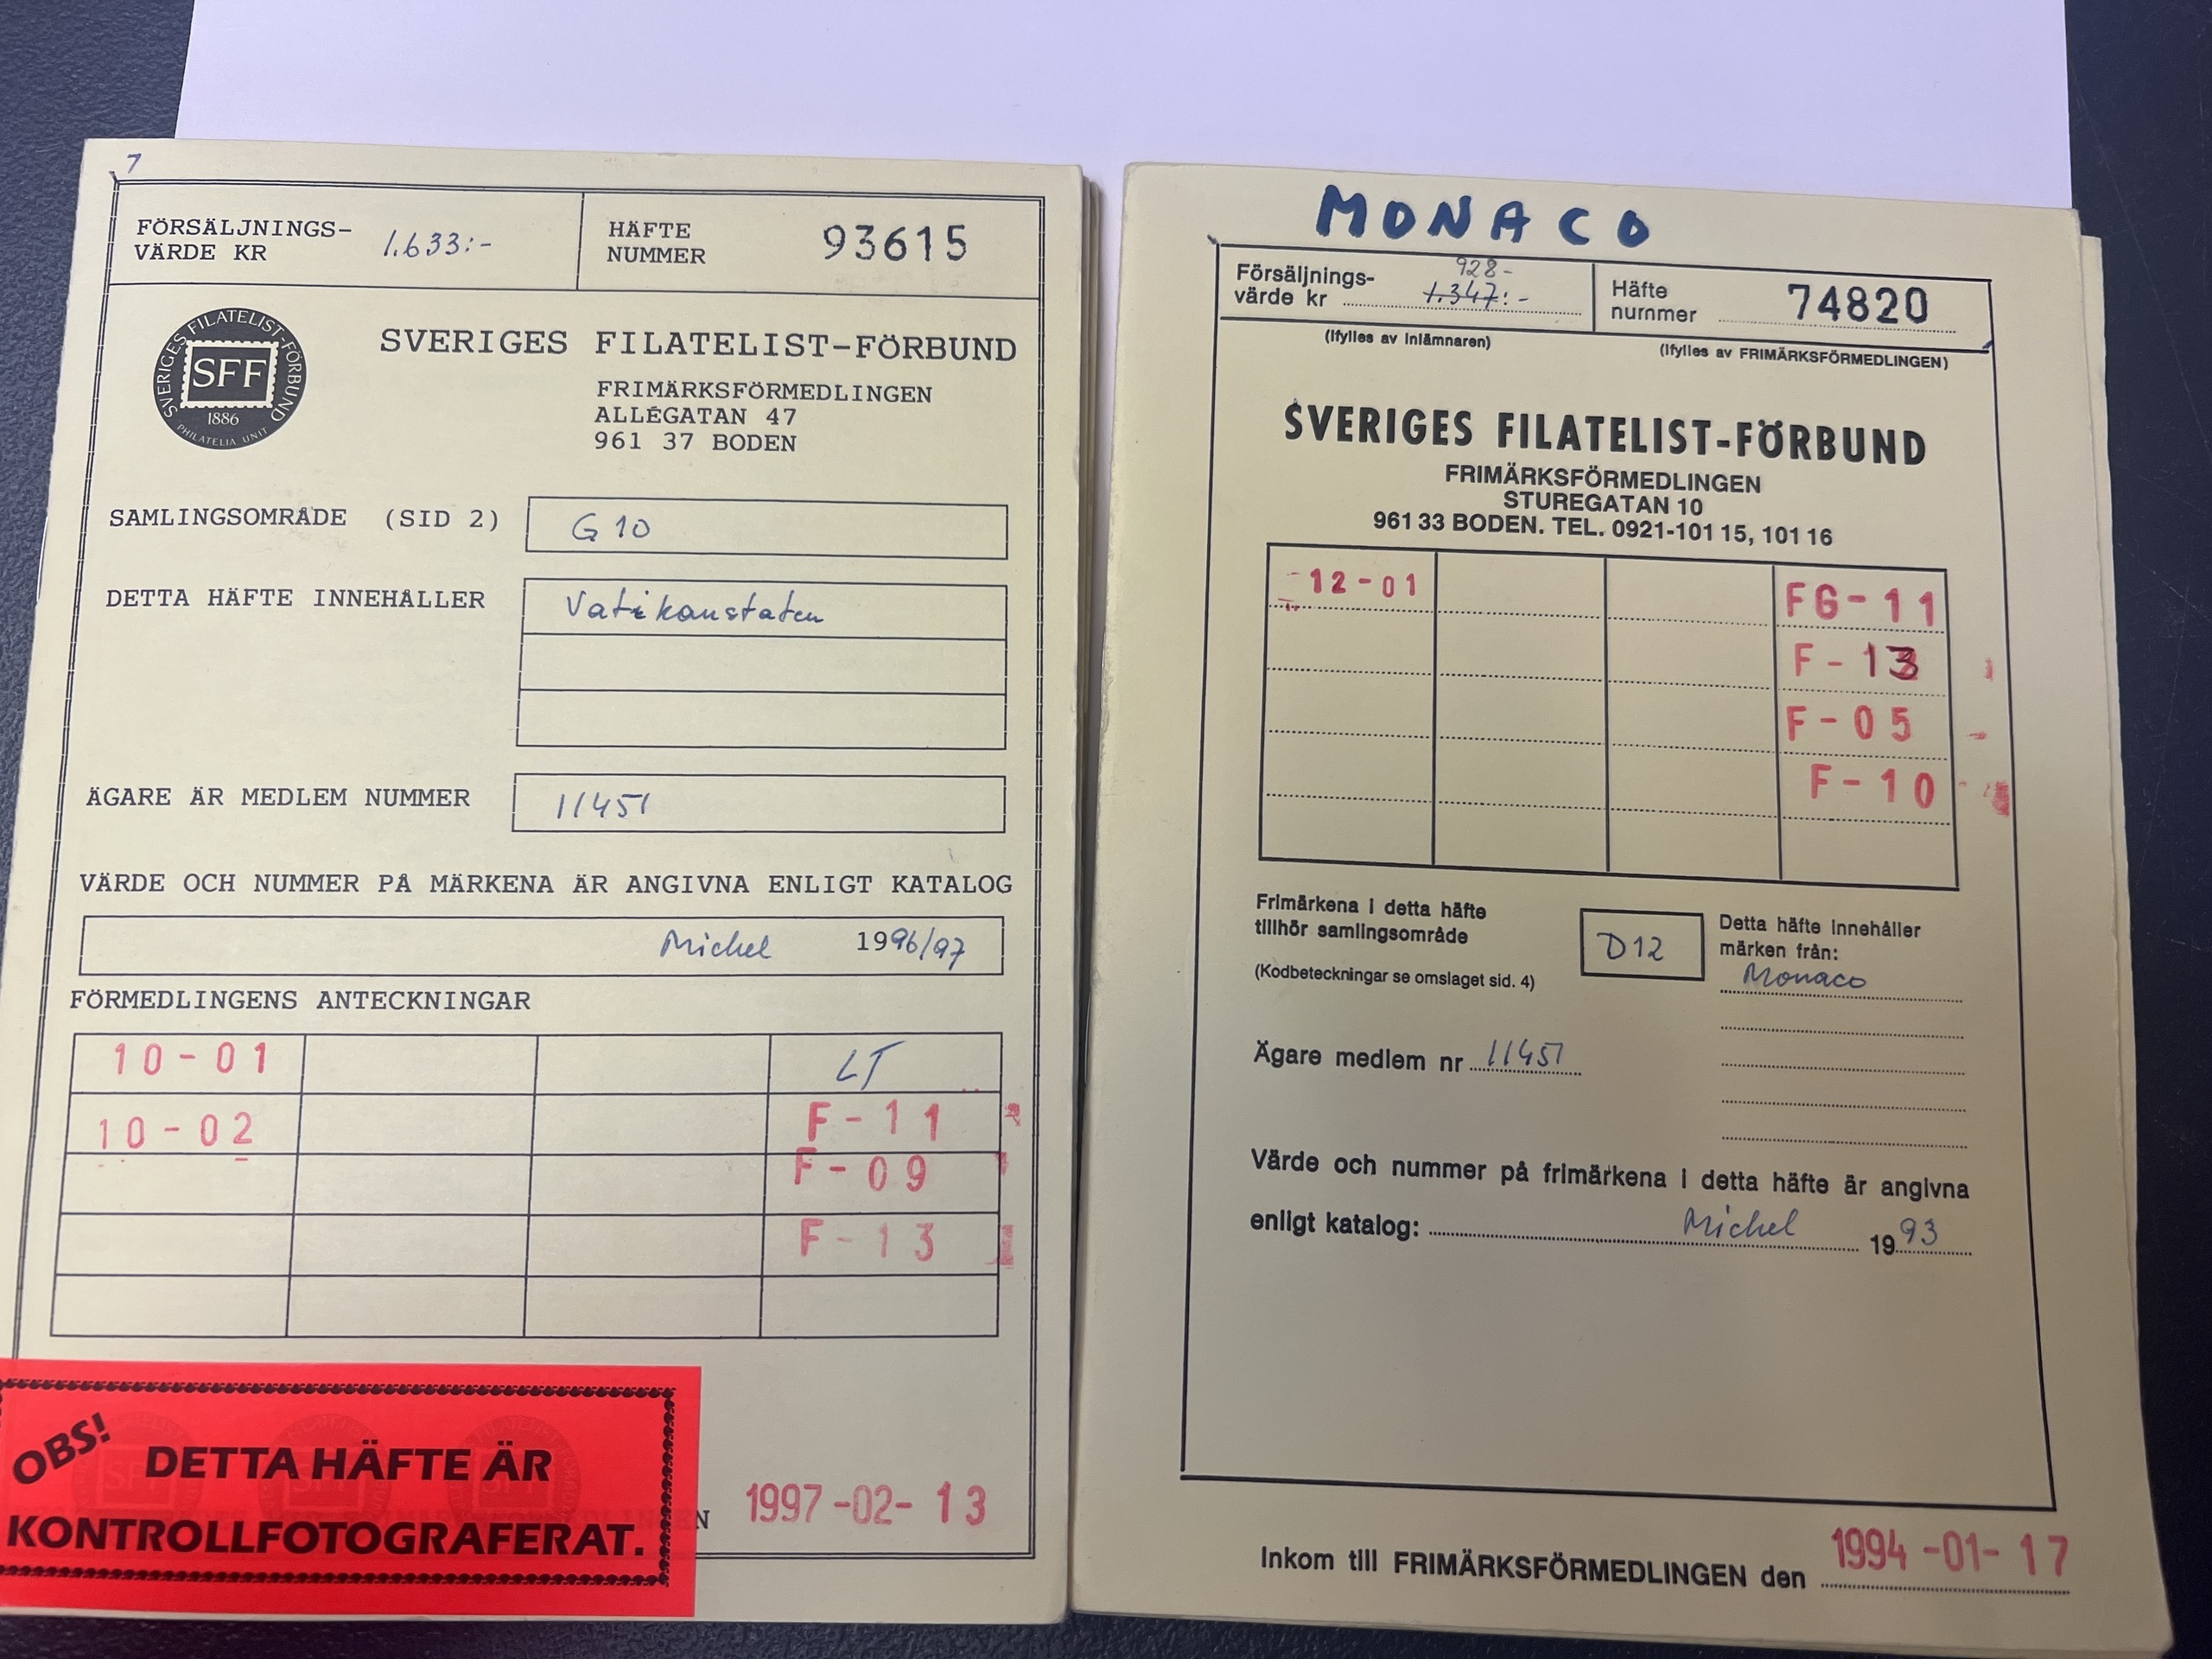 7
FÖRSÄLJNINGS-
VÄRDE KR 1.633:-
HÄFTE
NUMMER 93615
SVERIGES FILATELIST-FÖRBUND
SFF
1886
PHILATELIA UNIT
SVERIGES FILATELIST-FÖRBUND
FRIMÄRKSFÖRMEDLINGEN
ALLÉGATAN 47
961 37 BODEN
SAMLINGSOMRÅDE (SID 2) G10
DETTA HÄFTE INNEHÅLLER Vatikanstaten
ÄGARE ÄR MEDLEM NUMMER 11451
VÄRDE OCH NUMMER PÅ MÄRKENA ÄR ANGIVNA ENLIGT KATALOG
Michel 1996/97
FÖRMEDLINGENS ANTECKNINGAR
10-01 LT
10-02 F-11
F-09
F-13
OBS! DETTA HÄFTE ÄR
KONTROLLFOTOGRAFERAT.
N 1997-02-13
MONACO
Försäljnings-
värde kr 1.347:-
928-
(Ifylles av inlämnaren)
Häfte
nummer 74820
(Ifylles av FRIMÄRKSFÖRMEDLINGEN)
SVERIGES FILATELIST-FÖRBUND
FRIMÄRKSFÖRMEDLINGEN
STUREGATAN 10
961 33 BODEN. TEL. 0921-101 15, 101 16
12-01 FG-11
F-13
F-05
F-10
Frimärkena i detta häfte
tillhör samlingsområde
(Kodbeteckningar se omslaget sid. 4)
D12
Detta häfte innehåller
märken från:
Monaco
Ägare medlem nr 11451
Värde och nummer på frimärkena i detta häfte är angivna
enligt katalog: Michel 1993
Inkom till FRIMÄRKSFÖRMEDLINGEN den 1994-01-17